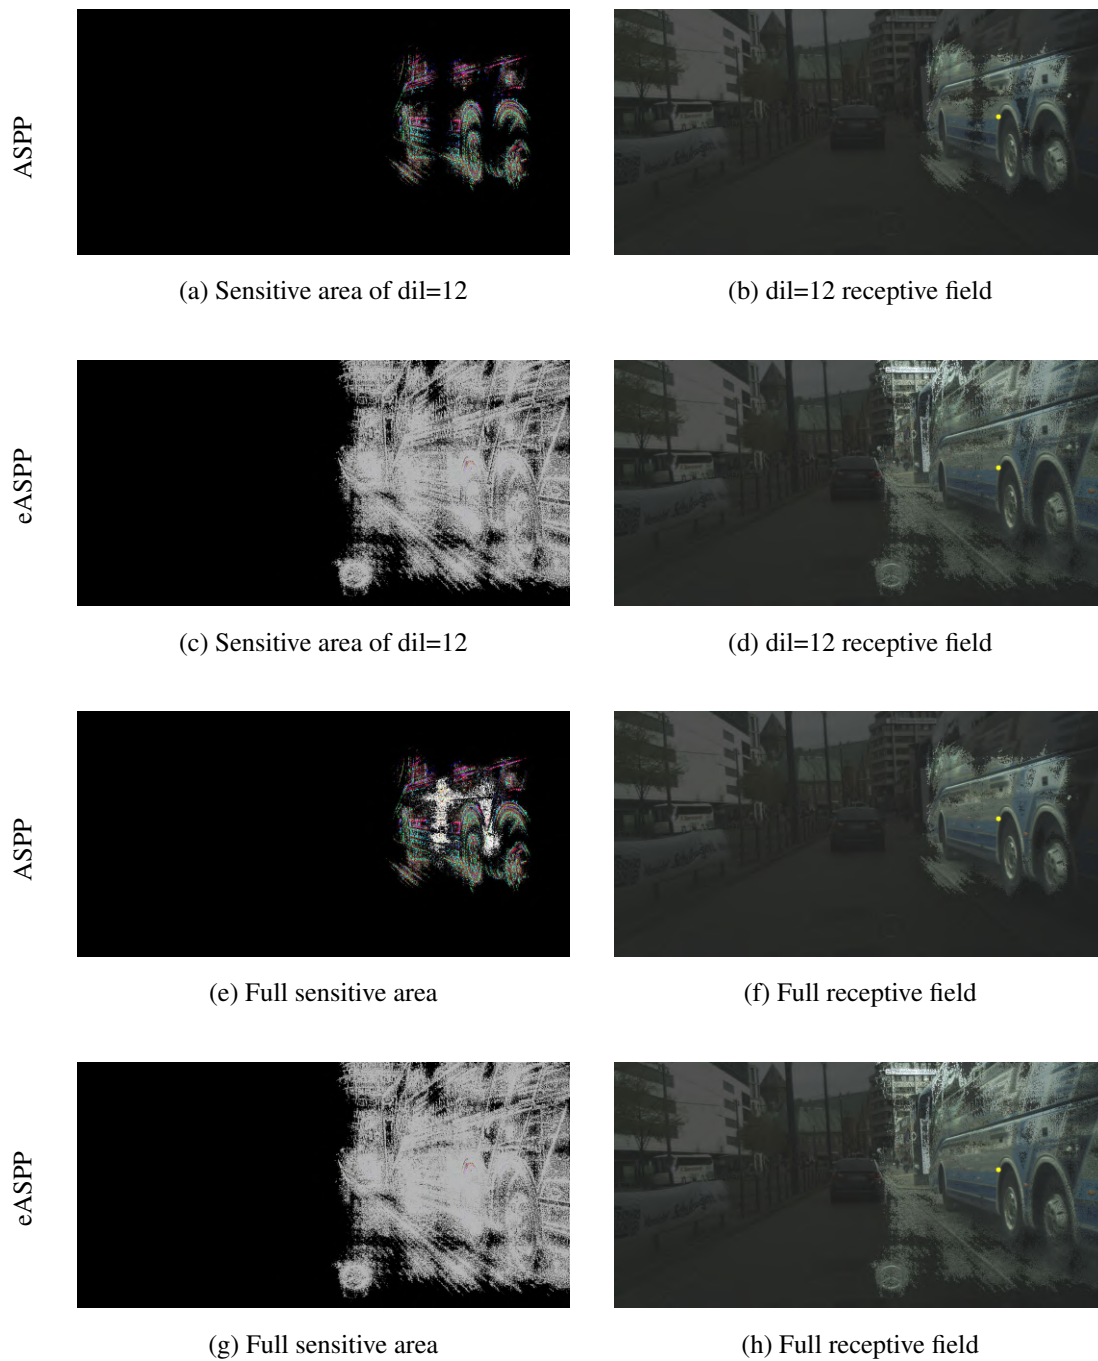 ASPP
(a) Sensitive area of dil=12
(b) dil=12 receptive field
eASPP
(c) Sensitive area of dil=12
(d) dil=12 receptive field
ASPP
(e) Full sensitive area
(f) Full receptive field
eASPP
(g) Full sensitive area
(h) Full receptive field